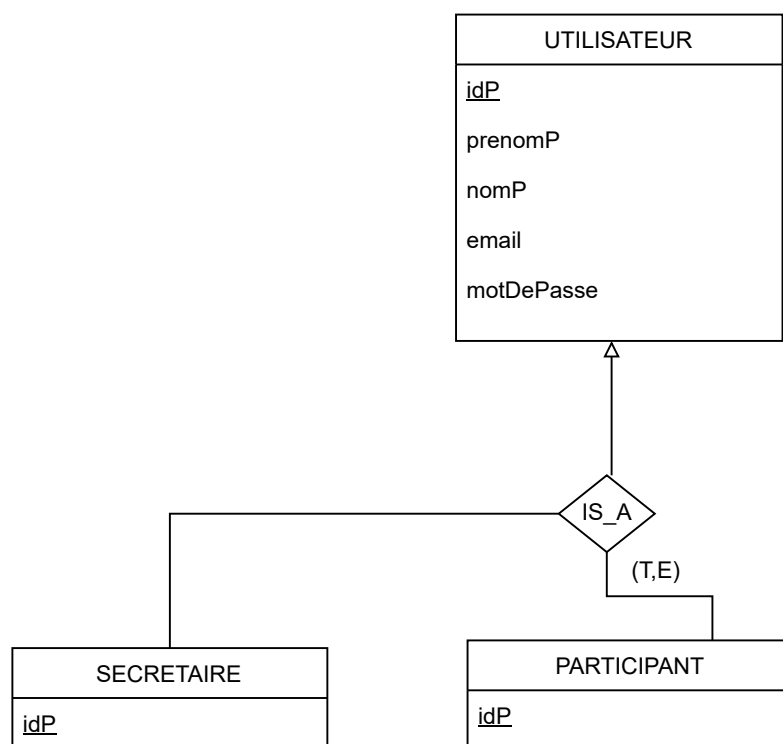 UTILISATEUR
idP
prenomP
nomP
email
motDePasse
IS_A
(T,E)
SECRETAIRE
idP
PARTICIPANT
idP